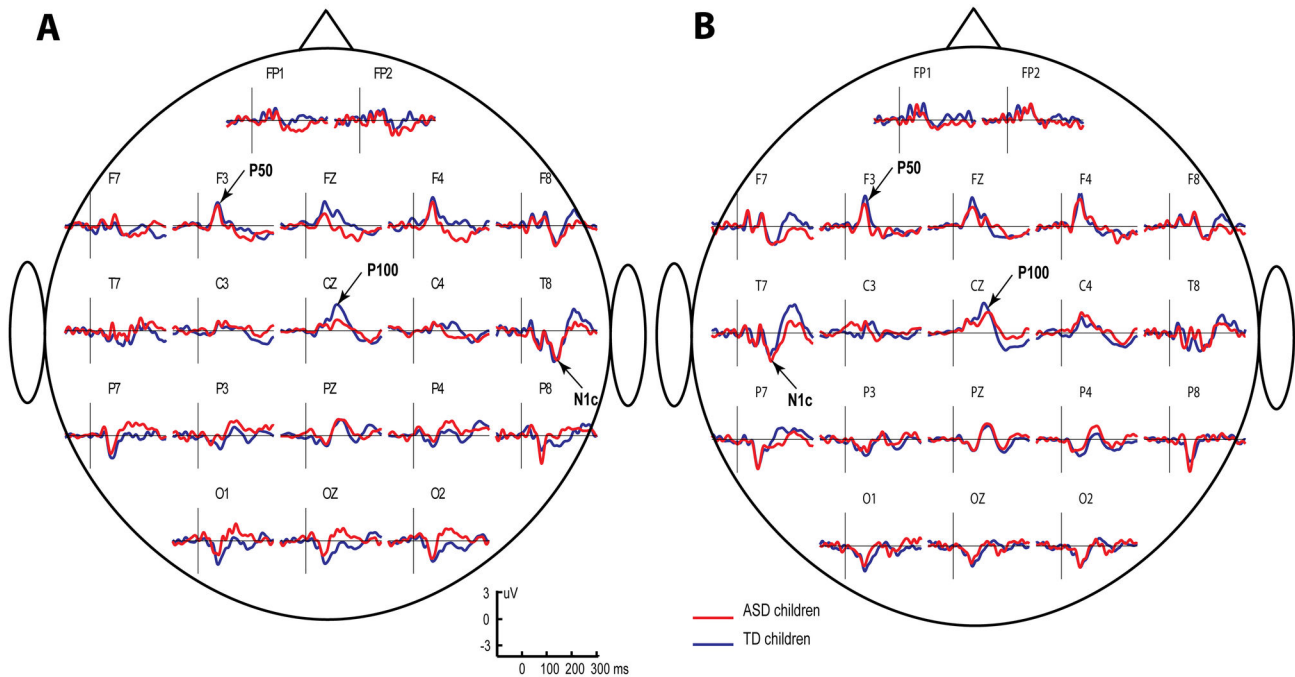 A
FP1 FP2
P50
F7 F3 FZ F4 F8
P100
T7 C3 CZ C4 T8
N1c
P7 P3 PZ P4 P8
O1 OZ O2
3 uV
0
-3
0 100 200 300 ms
B
FP1 FP2
P50
F7 F3 FZ F4 F8
P100
T7 C3 CZ C4 T8
N1c
P7 P3 PZ P4 P8
O1 OZ O2
ASD children
TD children